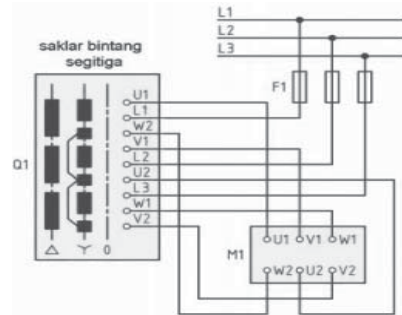 L1
L2
L3
saklar bintang
segitiga
F1
Q1
U1
L1
W2
V1
L2
U2
L3
W1
V2
△ Y 0
M1
U1 V1 W1
W2 U2 V2